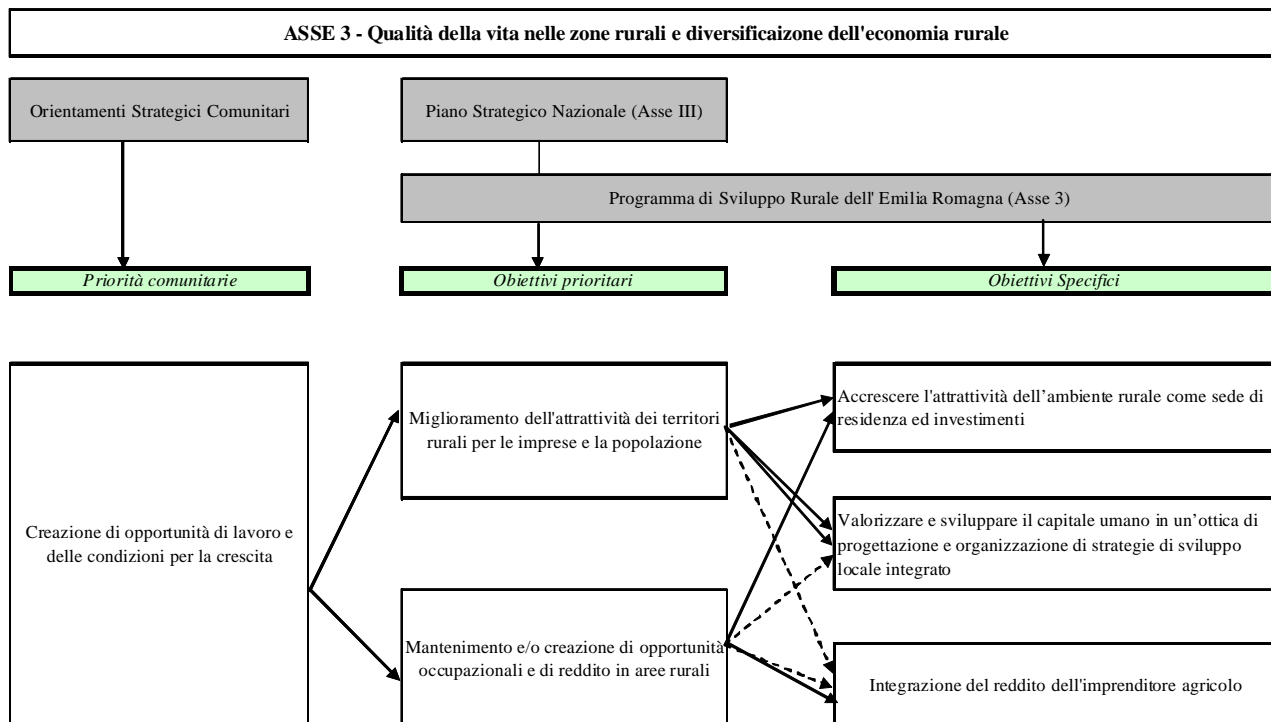 ASSE 3 - Qualità della vita nelle zone rurali e diversificaizone dell'economia rurale
Orientamenti Strategici Comunitari
Piano Strategico Nazionale (Asse III)
Programma di Sviluppo Rurale dell' Emilia Romagna (Asse 3)
Priorità comunitarie
Obiettivi prioritari
Obiettivi Specifici
Creazione di opportunità di lavoro e
delle condizioni per la crescita
Miglioramento dell'attrattività dei territori
rurali per le imprese e la popolazione
Mantenimento e/o creazione di opportunità
occupazionali e di reddito in aree rurali
Accrescere l'attrattività dell’ambiente rurale come sede di
residenza ed investimenti
Valorizzare e sviluppare il capitale umano in un’ottica di
progettazione e organizzazione di strategie di sviluppo
locale integrato
Integrazione del reddito dell'imprenditore agricolo